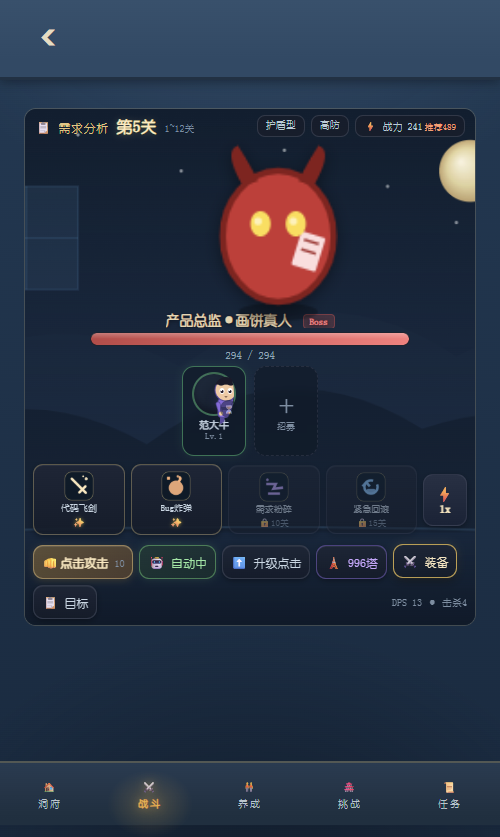 需求分析 第5关 1~12关 护盾型 高防 战力 241 推荐489
产品总监•画饼真人 Boss
294 / 294
范大牛 招募
Lv.1
代码飞剑 Bug炸弹 需求粉碎 紧急回滚 1x
10关 15关
点击攻击 10 自动中 升级点击 996塔 装备
目标 DPS 13 • 击杀4
洞府 战斗 养成 挑战 任务